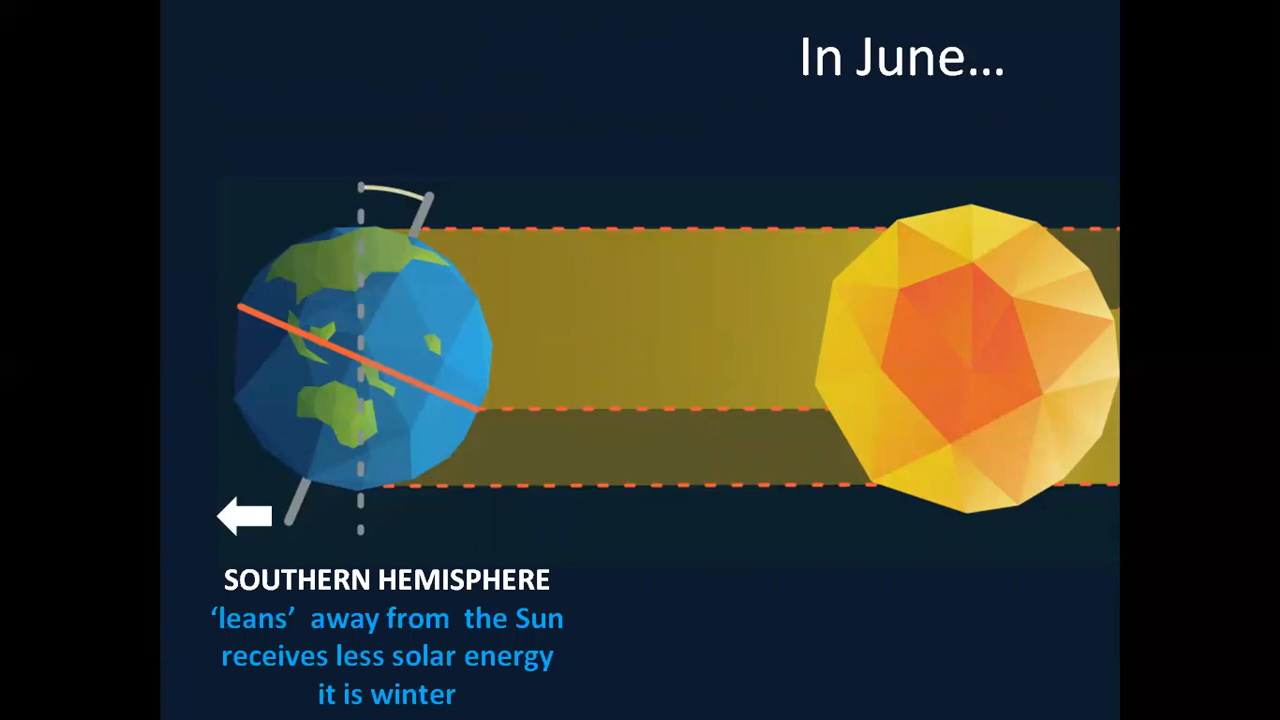 In June…
SOUTHERN HEMISPHERE
‘leans’ away from the Sun
receives less solar energy
it is winter